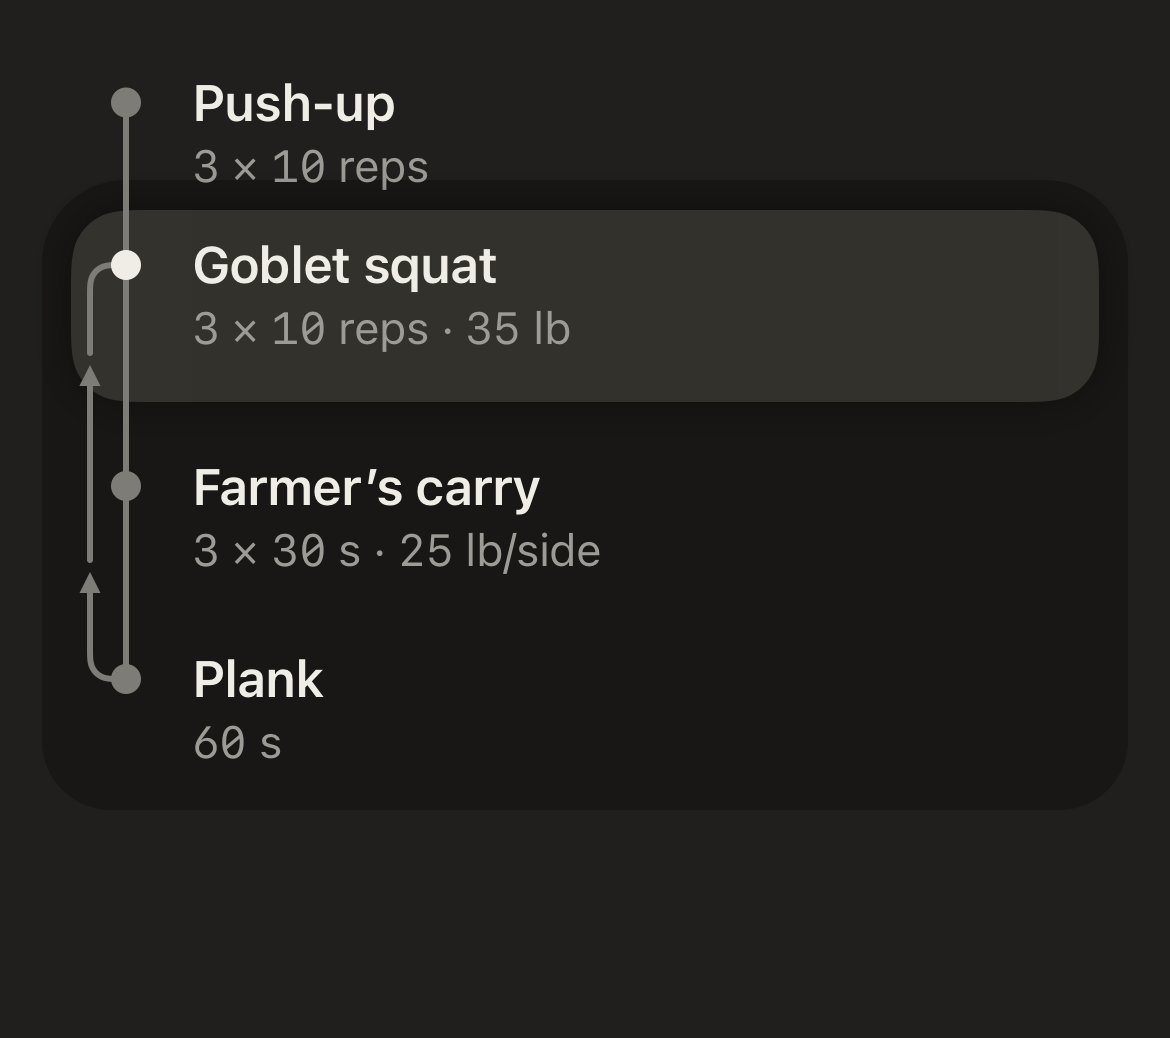 Push-up
3 × 10 reps
Goblet squat
3 × 10 reps · 35 lb
Farmer’s carry
3 × 30 s · 25 lb/side
Plank
60 s